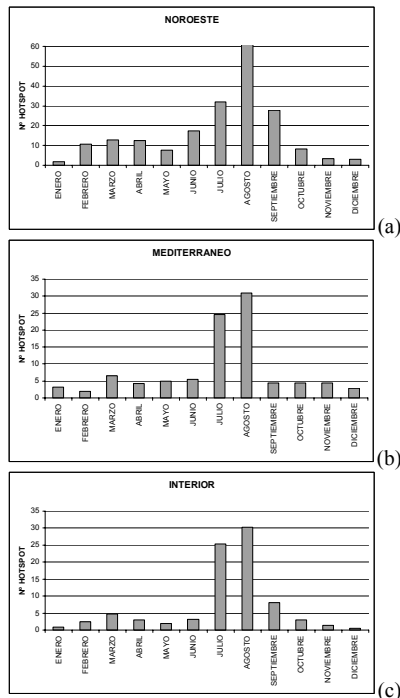 NOROESTE
Nº HOTSPOT
60
50
40
30
20
10
0
ENERO
FEBRERO
MARZO
ABRIL
MAYO
JUNIO
JULIO
AGOSTO
SEPTIEMBRE
OCTUBRE
NOVIEMBRE
DICIEMBRE
(a)
MEDITERRANEO
Nº HOTSPOT
35
30
25
20
15
10
5
0
ENERO
FEBRERO
MARZO
ABRIL
MAYO
JUNIO
JULIO
AGOSTO
SEPTIEMBRE
OCTUBRE
NOVIEMBRE
DICIEMBRE
(b)
INTERIOR
Nº HOTSPOT
35
30
25
20
15
10
5
0
ENERO
FEBRERO
MARZO
ABRIL
MAYO
JUNIO
JULIO
AGOSTO
SEPTIEMBRE
OCTUBRE
NOVIEMBRE
DICIEMBRE
(c)